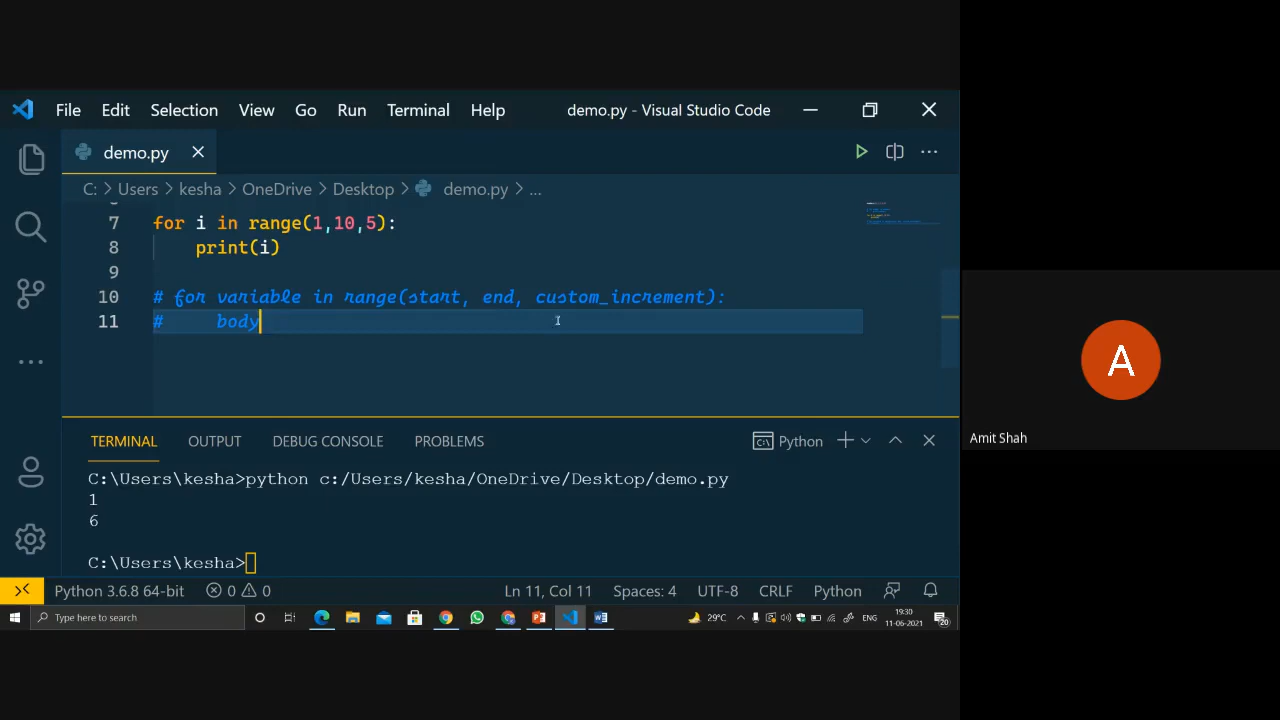 File Edit Selection View Go Run Terminal Help demo.py - Visual Studio Code
demo.py
C: Users kesha OneDrive Desktop demo.py ...
7 for i in range(1,10,5):
8 print(i)
9
10 # for variable in range(start, end, custom_increment):
11 # body
TERMINAL OUTPUT DEBUG CONSOLE PROBLEMS Python
C:\Users\kesha>python c:/Users/kesha/OneDrive/Desktop/demo.py
1
6
C:\Users\kesha>
Python 3.6.8 64-bit 0 0 Ln 11, Col 11 Spaces: 4 UTF-8 CRLF Python
Type here to search 29°C ENG 19:30
11-06-2021 20
A
Amit Shah